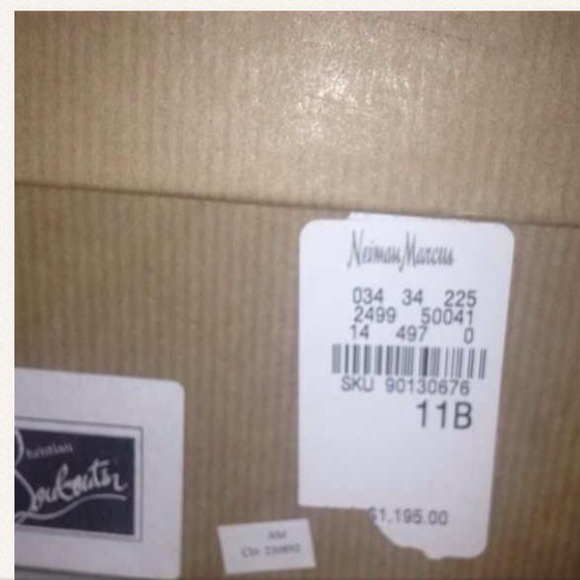 Neiman Marcus
034 34 225
2499 50041
14 497 0
SKU 90130676
11B
$1,195.00
Christian
Louboutin